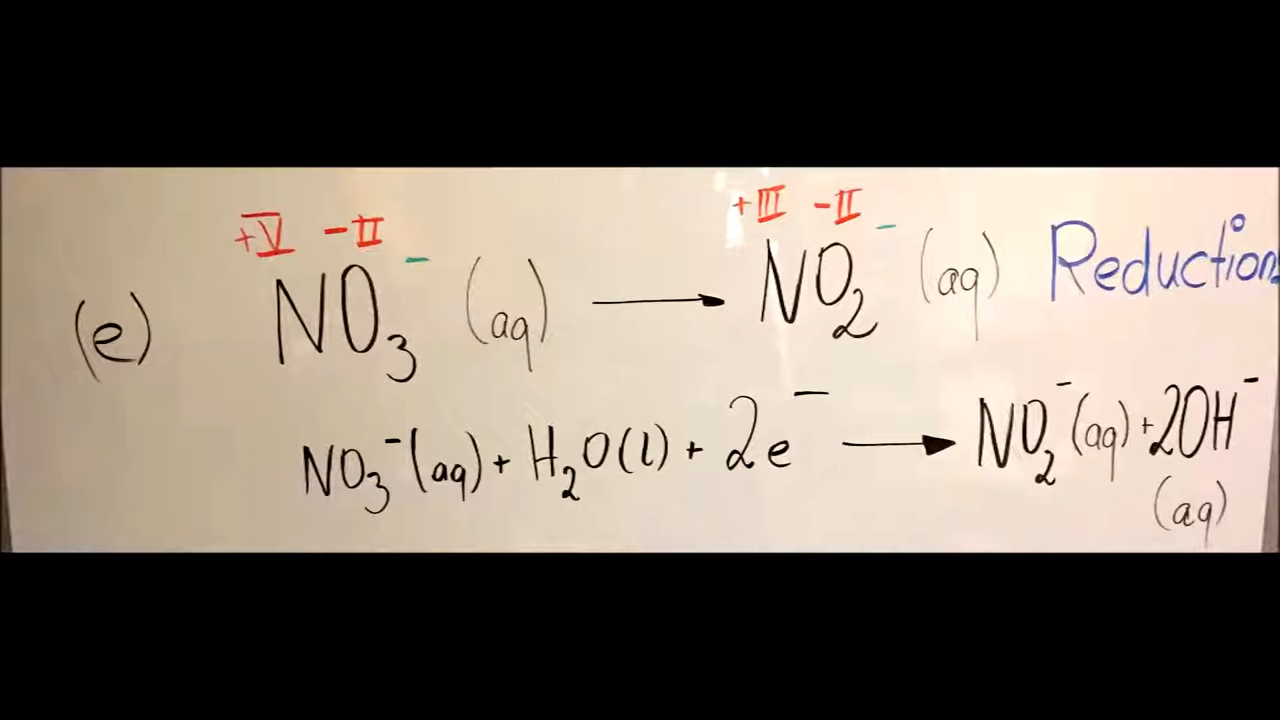 +V -II +III -II
(e) NO₃⁻ (aq) → NO₂⁻ (aq) Reduction
NO₃⁻(aq) + H₂O(l) + 2e⁻ → NO₂⁻(aq) + 2OH⁻
(aq)